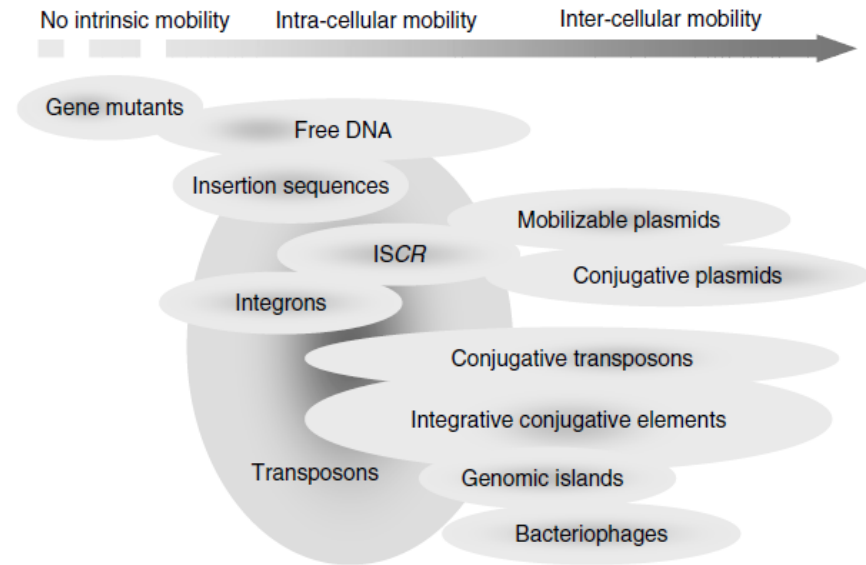 No intrinsic mobility Intra-cellular mobility Inter-cellular mobility
Gene mutants
Free DNA
Insertion sequences
Mobilizable plasmids
ISCR
Conjugative plasmids
Integrons
Conjugative transposons
Integrative conjugative elements
Transposons
Genomic islands
Bacteriophages